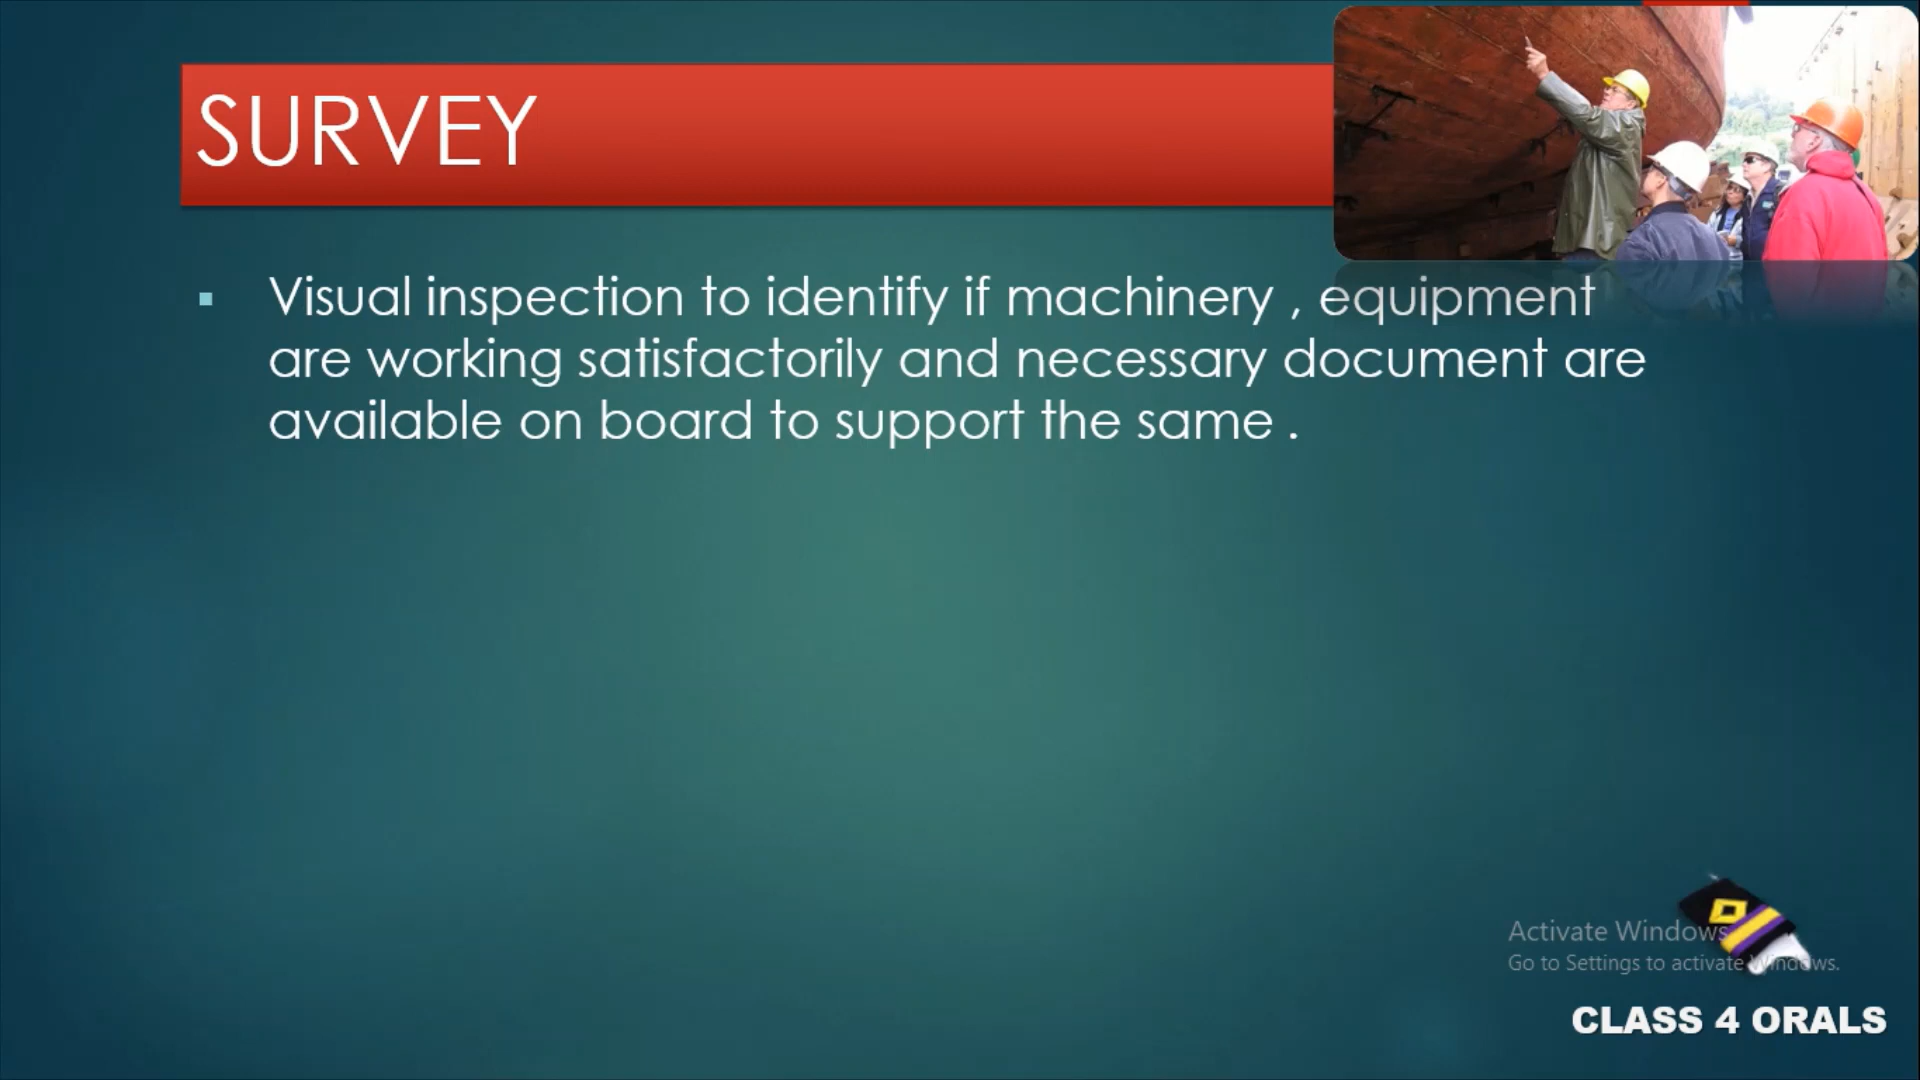 SURVEY
▪ Visual inspection to identify if machinery , equipment
are working satisfactorily and necessary document are
available on board to support the same .
Activate Windows
Go to Settings to activate Windows.
CLASS 4 ORALS